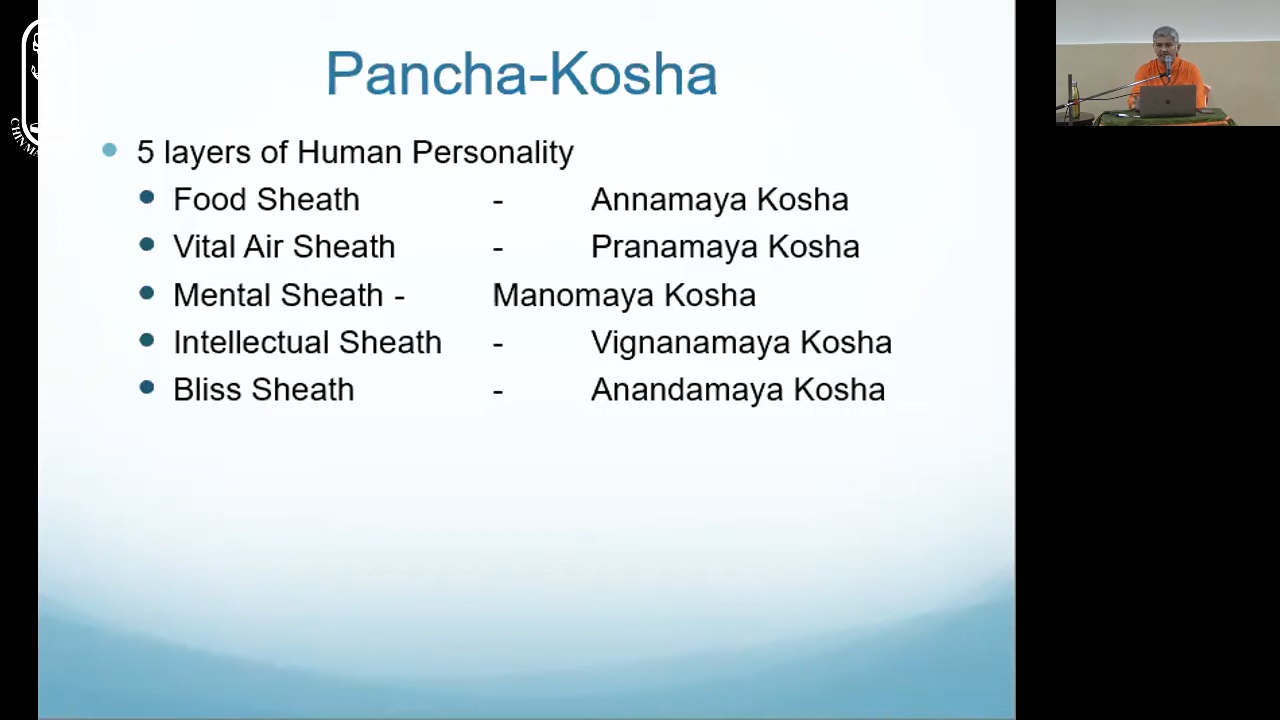 Pancha-Kosha
5 layers of Human Personality
Food Sheath - Annamaya Kosha
Vital Air Sheath - Pranamaya Kosha
Mental Sheath - Manomaya Kosha
Intellectual Sheath - Vignanamaya Kosha
Bliss Sheath - Anandamaya Kosha